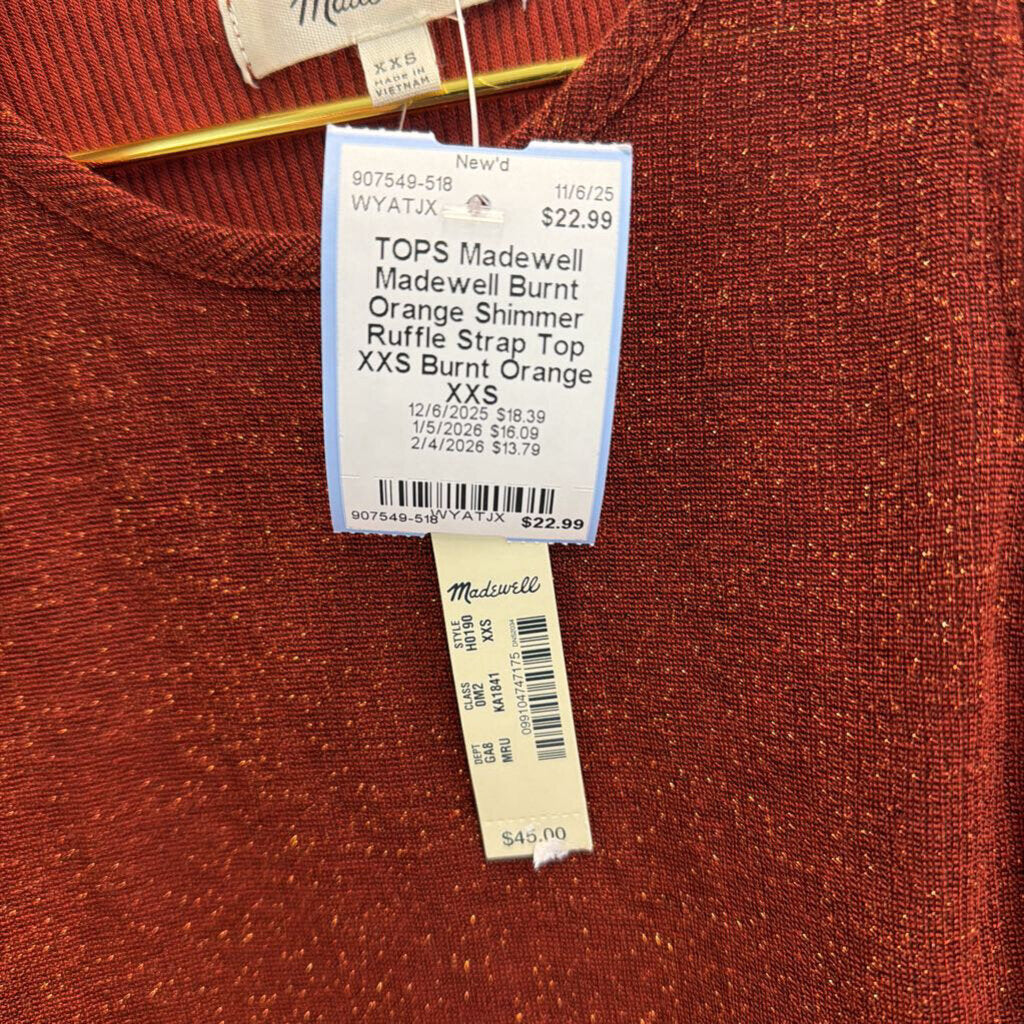 XXS
MADE IN
VIETNAM
New'd
907549-518 11/6/25
WYATJX $22.99
TOPS Madewell
Madewell Burnt
Orange Shimmer
Ruffle Strap Top
XXS Burnt Orange
XXS
12/6/2025 $18.39
1/5/2026 $16.09
2/4/2026 $13.79
907549-518 WYATJX $22.99
Madewell
STYLE CLASS DEPT
H0190 0M2 GA8
XXS KA1841 MRU
099104747175
$45.00